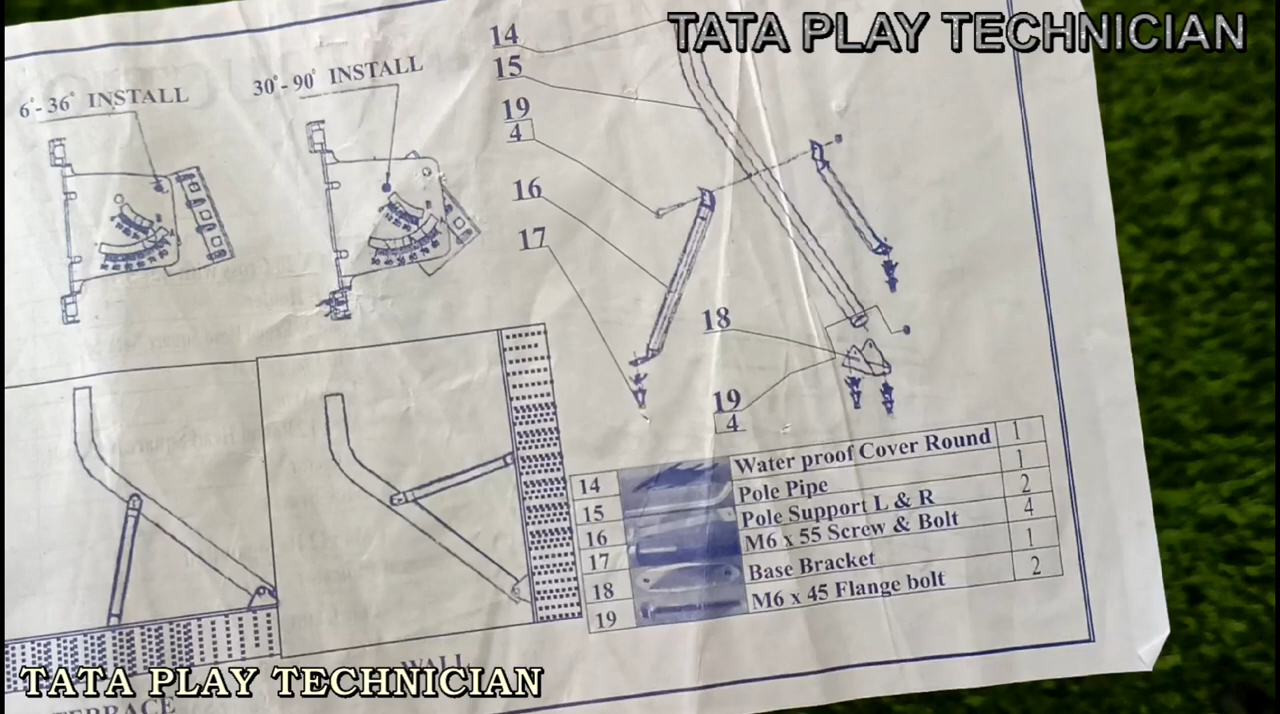 TATA PLAY TECHNICIAN
6°- 36° INSTALL
30°- 90° INSTALL
14
15
19
4
16
17
18
19
4
14 Water proof Cover Round 1
15 Pole Pipe 1
16 Pole Support L & R 2
17 M6 x 55 Screw & Bolt 4
18 Base Bracket 1
19 M6 x 45 Flange bolt 2
WALL
TATA PLAY TECHNICIAN
TERRACE